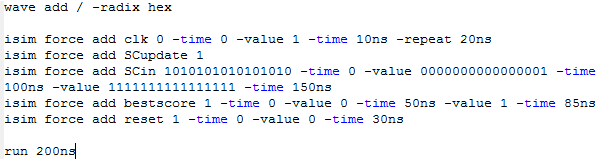 wave add / -radix hex
isim force add clk 0 -time 0 -value 1 -time 10ns -repeat 20ns
isim force add SCupdate 1
isim force add SCin 1010101010101010 -time 0 -value 0000000000000001 -time
100ns -value 1111111111111111 -time 150ns
isim force add bestscore 1 -time 0 -value 0 -time 50ns -value 1 -time 85ns
isim force add reset 1 -time 0 -value 0 -time 30ns
run 200ns